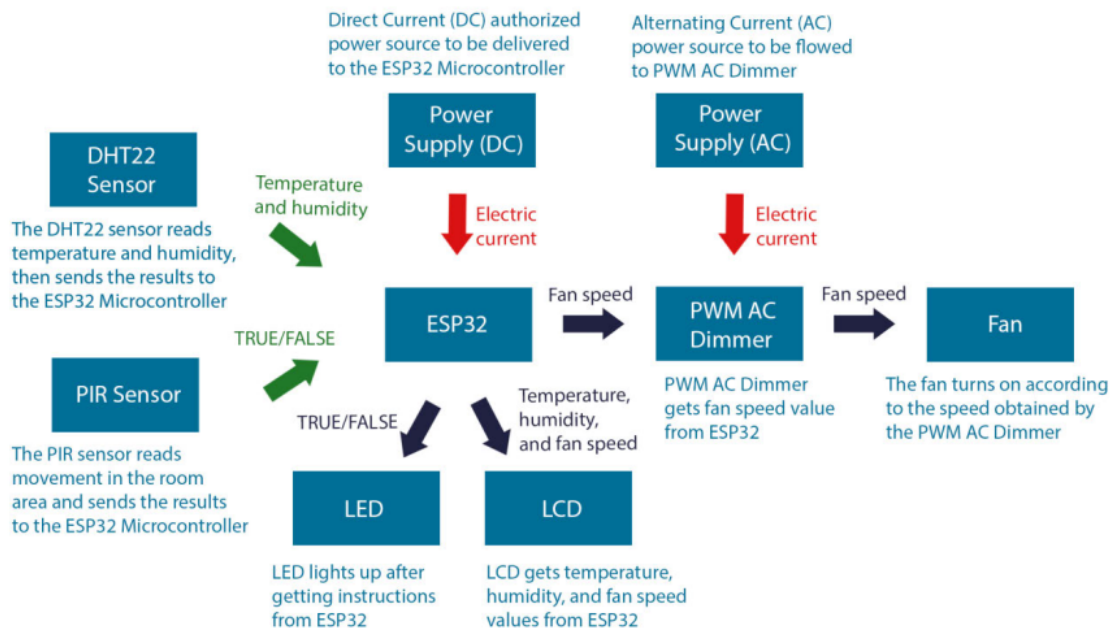 Direct Current (DC) authorized
power source to be delivered
to the ESP32 Microcontroller
Alternating Current (AC)
power source to be flowed
to PWM AC Dimmer
Power
Supply (DC)
Power
Supply (AC)
DHT22
Sensor
Temperature
and humidity
Electric
current
Electric
current
The DHT22 sensor reads
temperature and humidity,
then sends the results to
the ESP32 Microcontroller
ESP32
Fan speed
PWM AC
Dimmer
Fan speed
Fan
TRUE/FALSE
PIR Sensor
PWM AC Dimmer
gets fan speed value
from ESP32
The fan turns on according
to the speed obtained by
the PWM AC Dimmer
TRUE/FALSE
Temperature,
humidity,
and fan speed
The PIR sensor reads
movement in the room
area and sends the results
to the ESP32 Microcontroller
LED
LCD
LED lights up after
getting instructions
from ESP32
LCD gets temperature,
humidity, and fan speed
values from ESP32